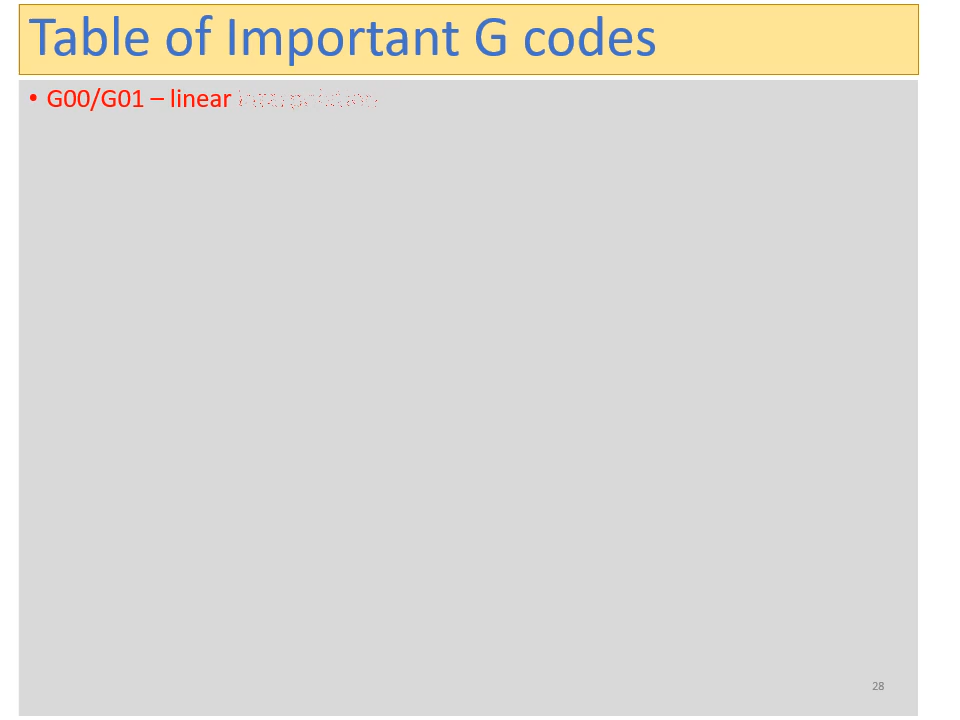 Table of Important G codes
• G00/G01 – linear
28